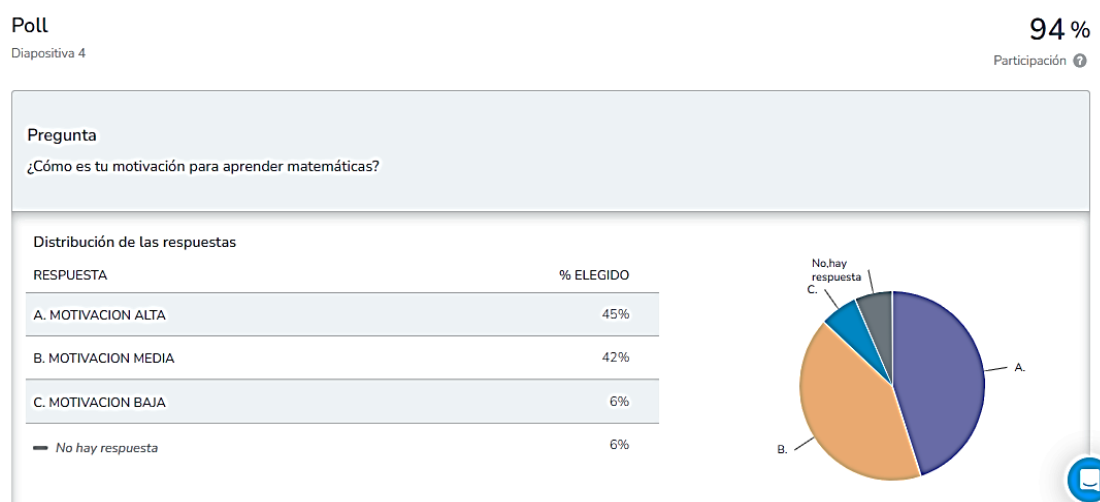 Poll
94 %
Diapositiva 4
Participación ?
Pregunta
¿Cómo es tu motivación para aprender matemáticas?
Distribución de las respuestas
RESPUESTA % ELEGIDO
A. MOTIVACION ALTA 45%
B. MOTIVACION MEDIA 42%
C. MOTIVACION BAJA 6%
No hay respuesta 6%
No,hay
respuesta
C.
A.
B.